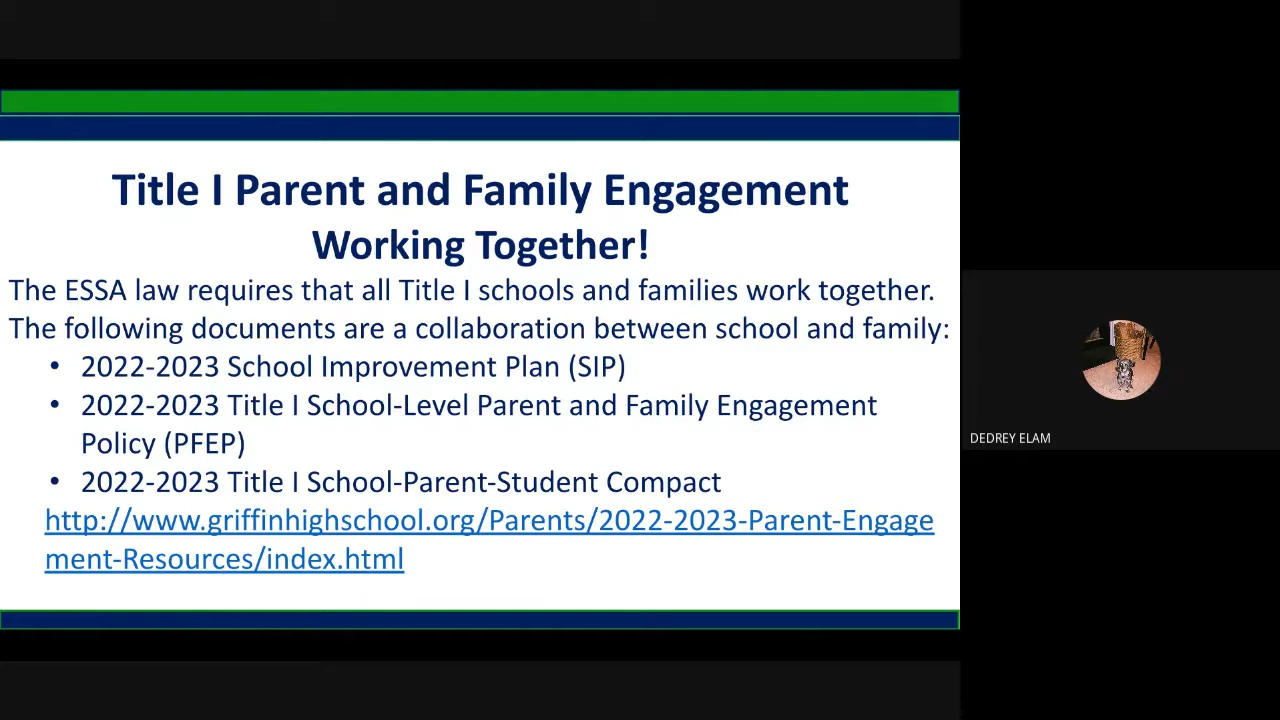 Title I Parent and Family Engagement
Working Together!
The ESSA law requires that all Title I schools and families work together.
The following documents are a collaboration between school and family:
• 2022-2023 School Improvement Plan (SIP)
• 2022-2023 Title I School-Level Parent and Family Engagement
Policy (PFEP)
• 2022-2023 Title I School-Parent-Student Compact
http://www.griffinhighschool.org/Parents/2022-2023-Parent-Engage
ment-Resources/index.html
DEDREY ELAM